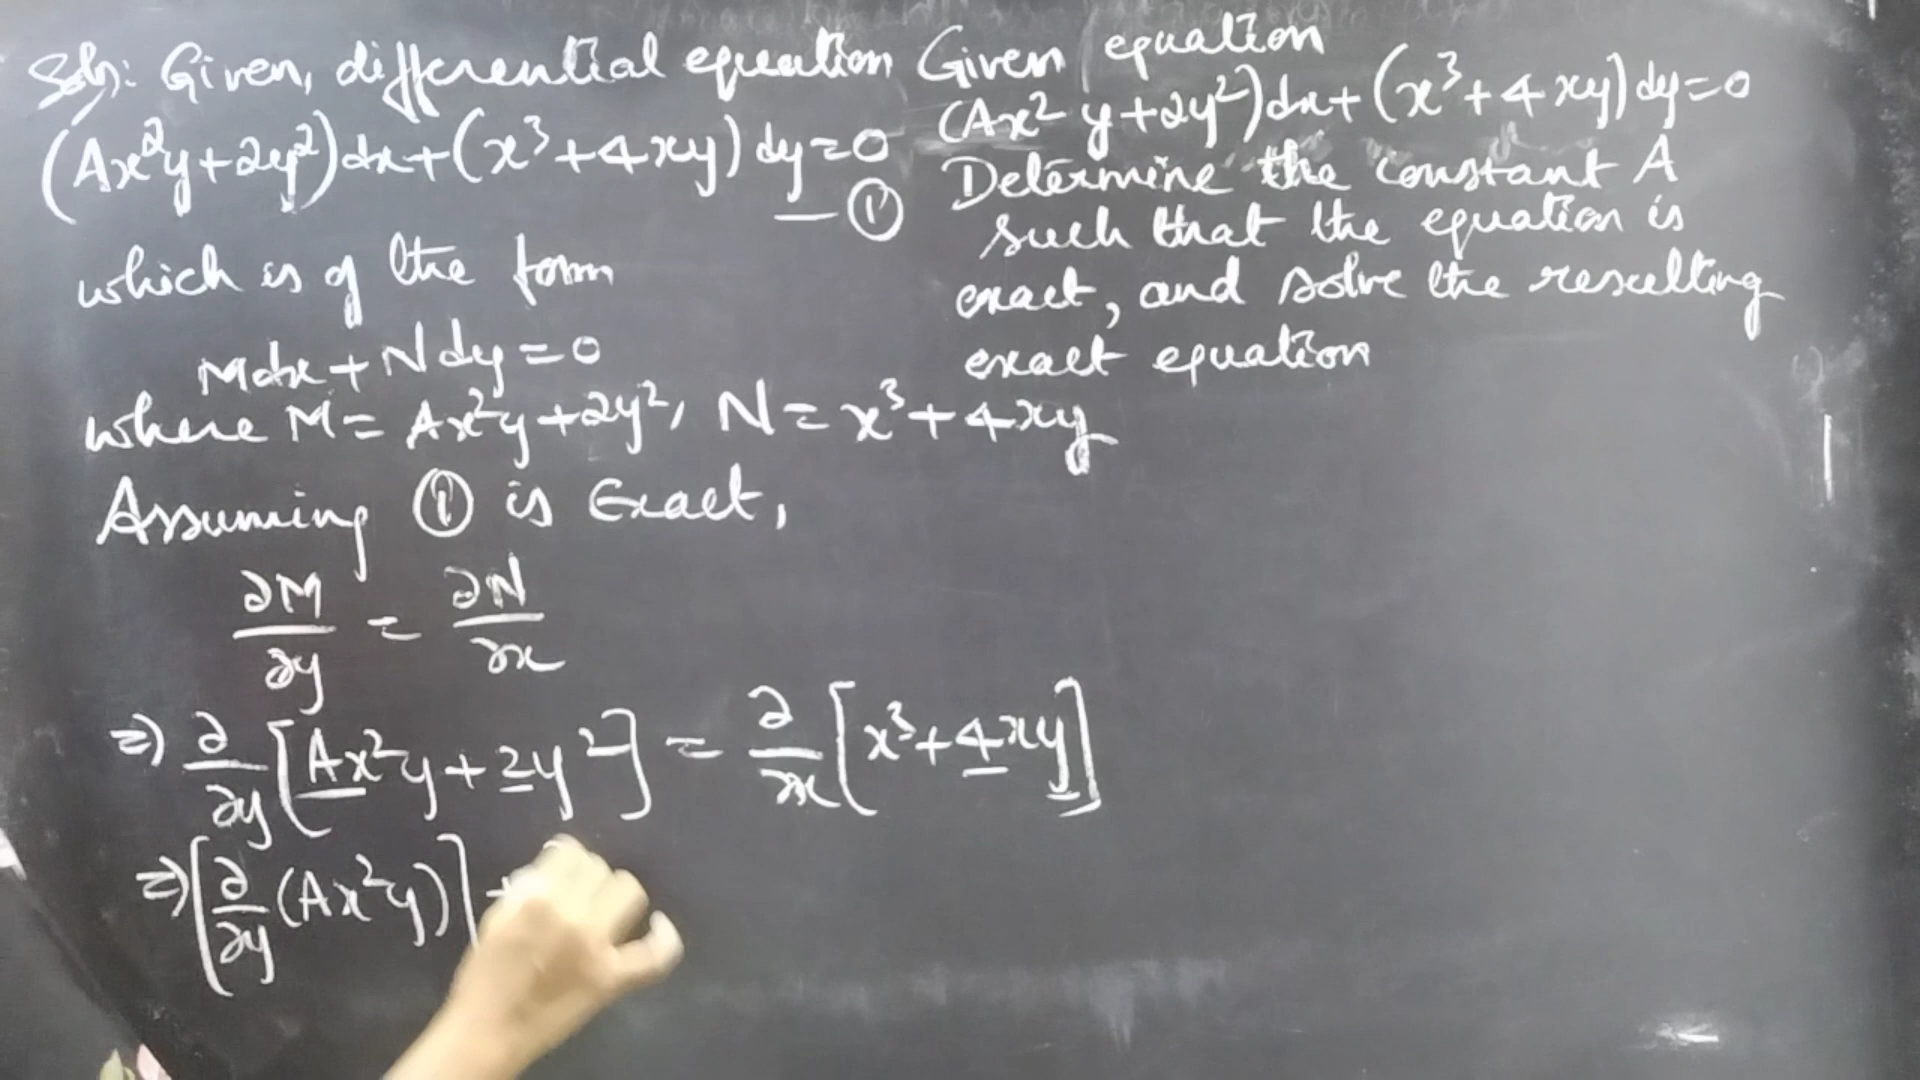 Soln: Given, differential equation
(Ax²y+2y²)dx+(x³+4xy)dy=0
—①
which is of the form
Mdx+Ndy=0
where M= Ax²y+2y², N= x³+4xy
Assuming ① is Exact,
∂M/∂y = ∂N/∂x
⇒ ∂/∂y[Ax²y+2y²] = ∂/∂x[x³+4xy]
⇒[∂/∂y(Ax²y)] +
Given equation
(Ax²y+2y²)dx+(x³+4xy)dy=0
Determine the constant A
such that the equation is
exact, and solve the resulting
exact equation